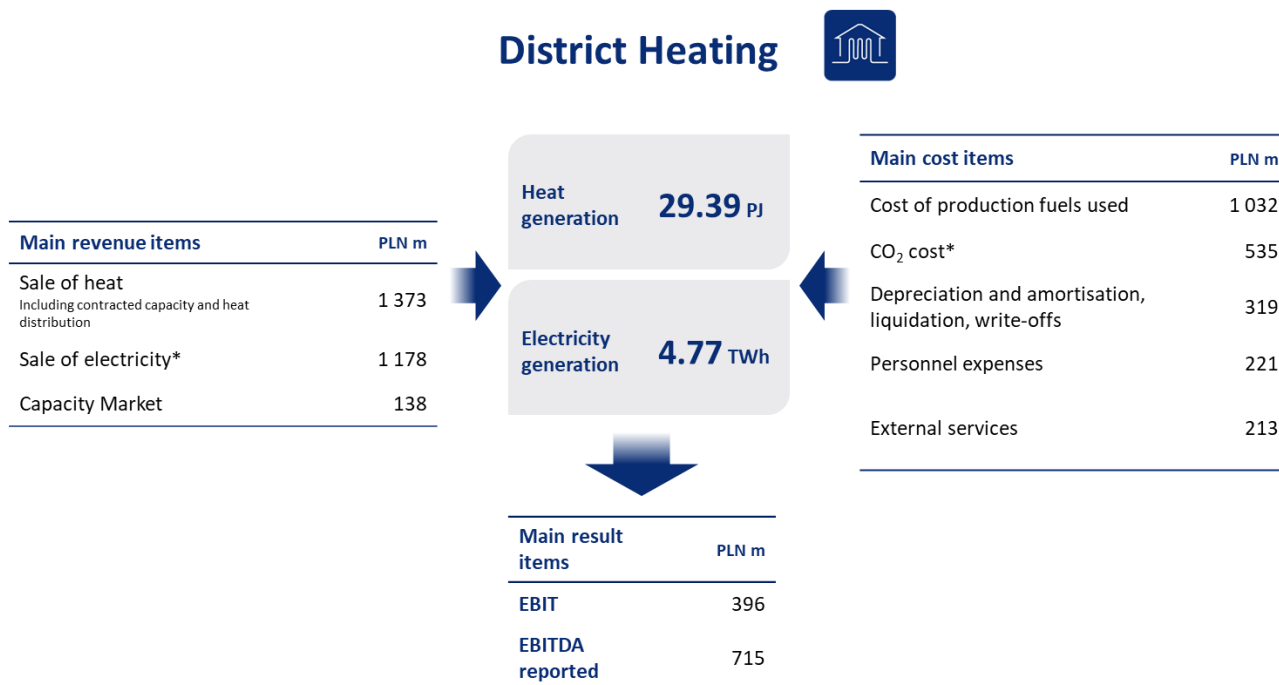 District Heating
Main revenue items PLN m
Sale of heat
Including contracted capacity and heat
distribution
1 373
Sale of electricity* 1 178
Capacity Market 138
Heat
generation
29.39 PJ
Electricity
generation
4.77 TWh
Main cost items PLN m
Cost of production fuels used 1 032
CO₂ cost* 535
Depreciation and amortisation,
liquidation, write-offs
319
Personnel expenses 221
External services 213
Main result
items
PLN m
EBIT 396
EBITDA
reported
715